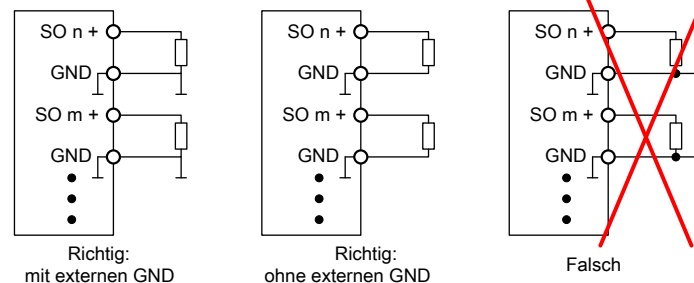 SO n +
GND
SO m +
GND
Richtig:
mit externen GND
SO n +
GND
SO m +
GND
Richtig:
ohne externen GND
SO n +
GND
SO m +
GND
Falsch